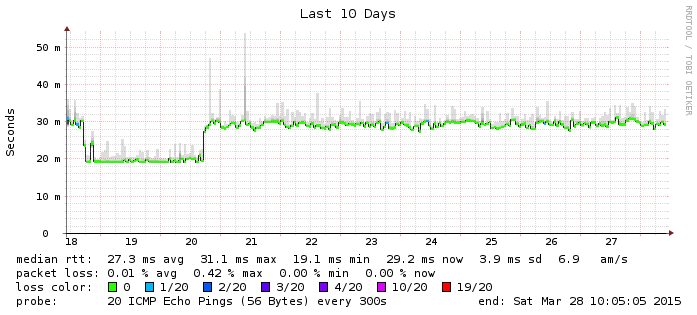 Last 10 Days
RRDTOOL / TOBI OETIKER
Seconds
50 m
40 m
30 m
20 m
10 m
0
18 19 20 21 22 23 24 25 26 27
median rtt: 27.3 ms avg 31.1 ms max 19.1 ms min 29.2 ms now 3.9 ms sd 6.9 am/s
packet loss: 0.01 % avg 0.42 % max 0.00 % min 0.00 % now
loss color: 0 1/20 2/20 3/20 4/20 10/20 19/20
probe: 20 ICMP Echo Pings (56 Bytes) every 300s end: Sat Mar 28 10:05:05 2015